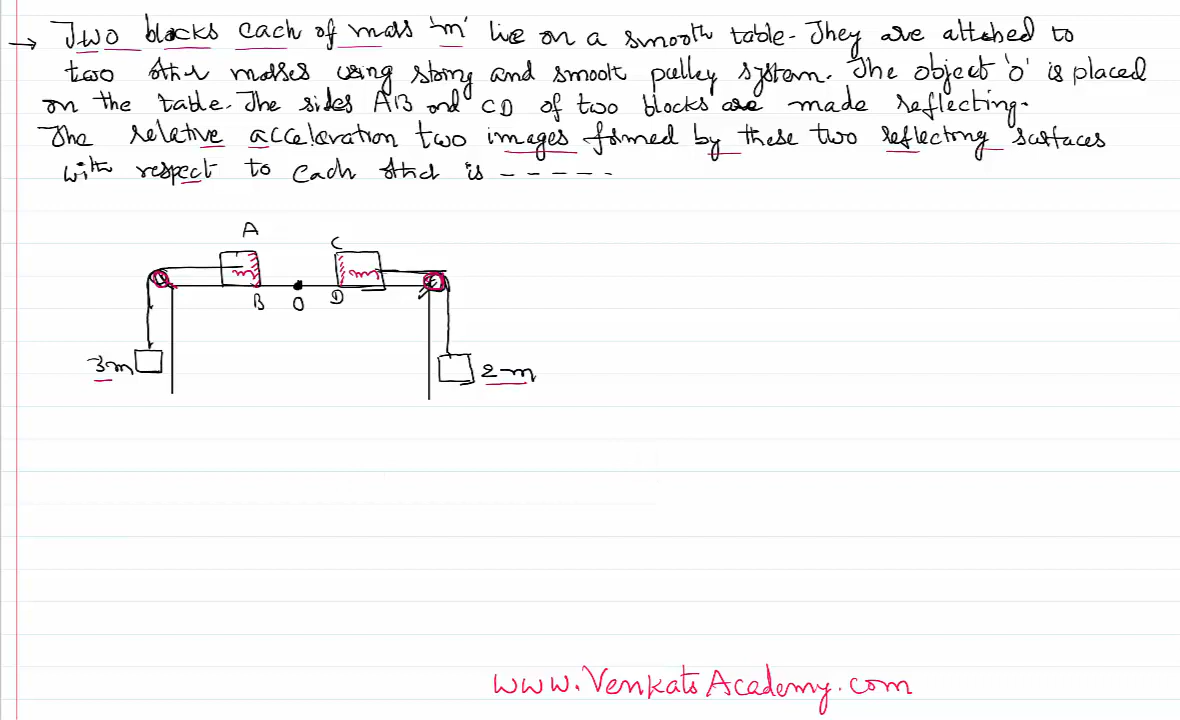 → Two blocks each of mass 'm' lie on a smooth table. They are attched to
two other masses using string and smooth pulley system. The object 'o' is placed
on the table. The sides AB and CD of two blocks are made reflecting.
The relative acceleration two images formed by these two reflecting surfaces
with respect to each other is -----
A
C
m
m
B
O
D
3m
2m
www.VenkatsAcademy.com